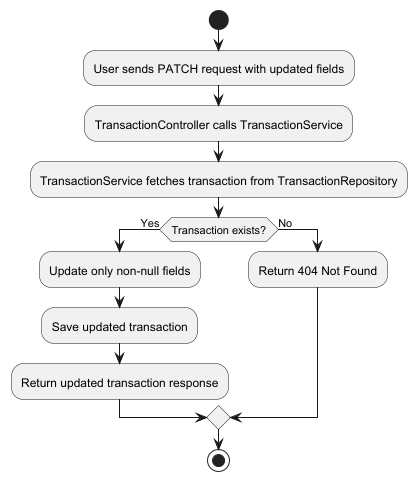 User sends PATCH request with updated fields
TransactionController calls TransactionService
TransactionService fetches transaction from TransactionRepository
Yes
Transaction exists?
No
Update only non-null fields
Return 404 Not Found
Save updated transaction
Return updated transaction response